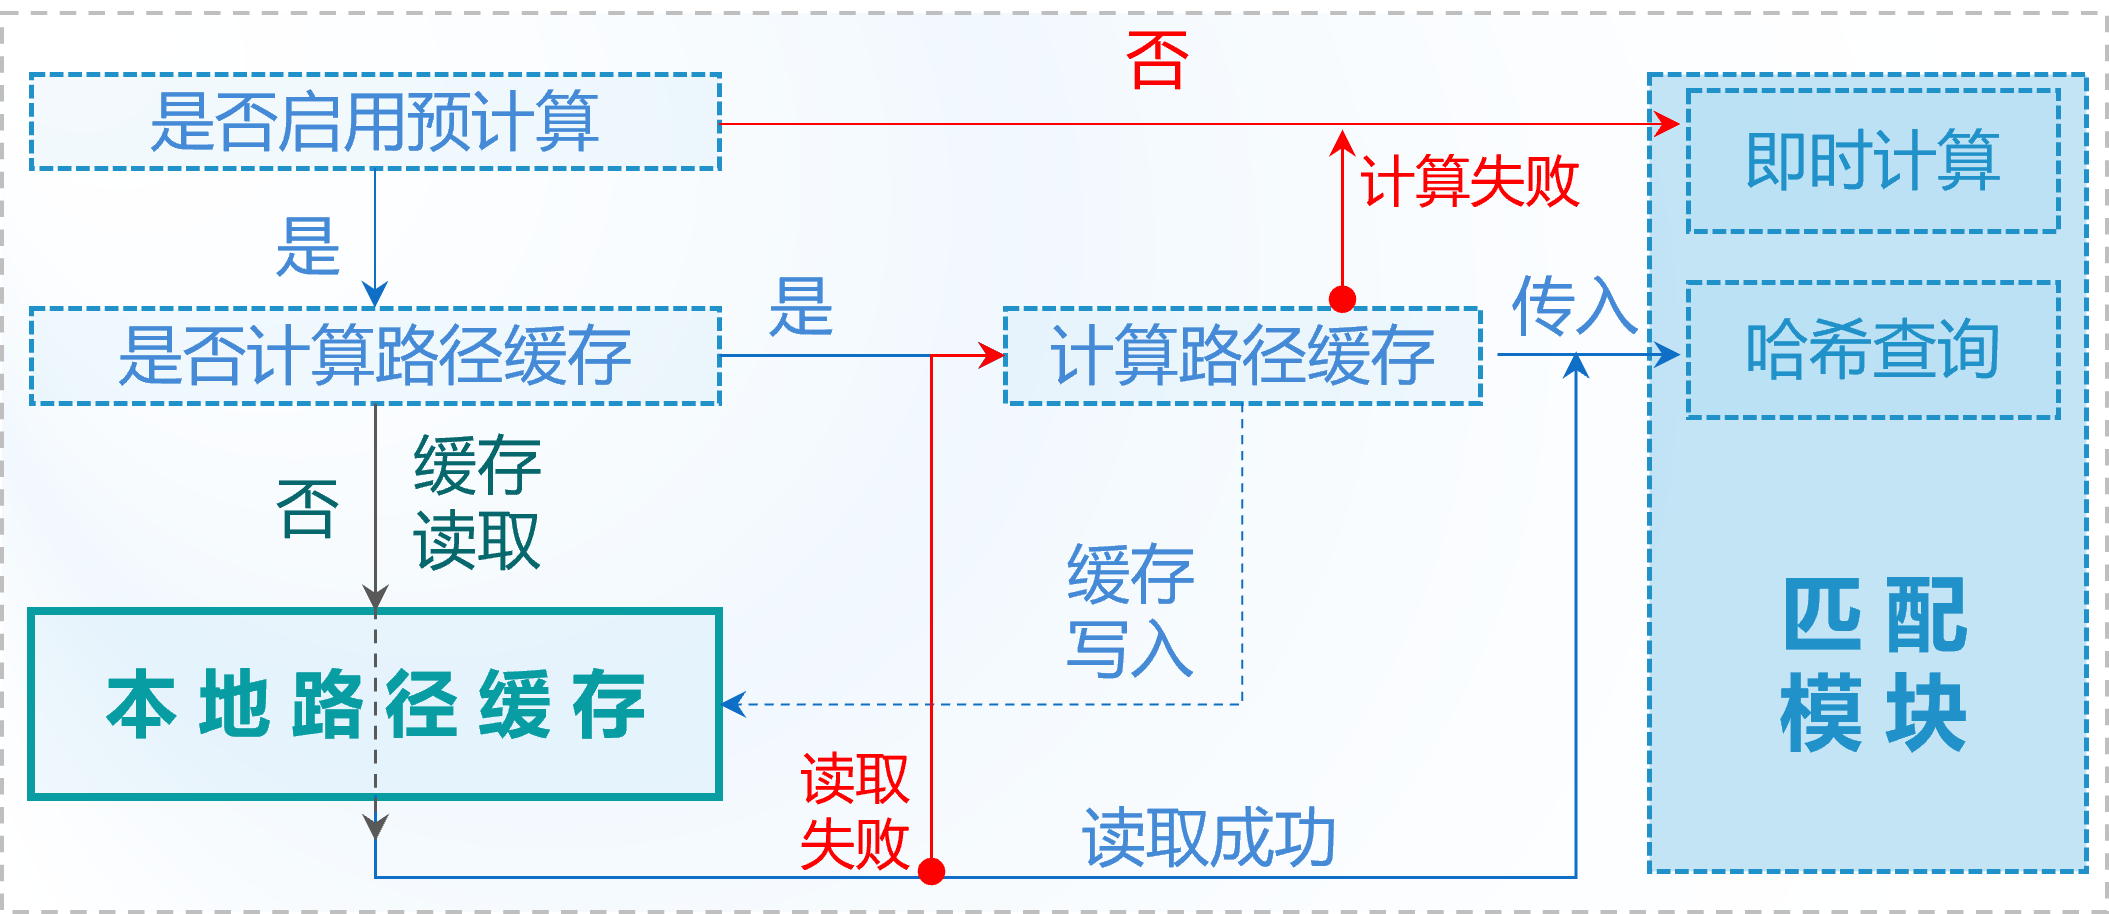 否
是否启用预计算
即时计算
计算失败
是
是
传入
是否计算路径缓存
计算路径缓存
哈希查询
缓存
读取
否
缓存
写入
本地路径缓存
匹配
模块
读取
失败
读取成功